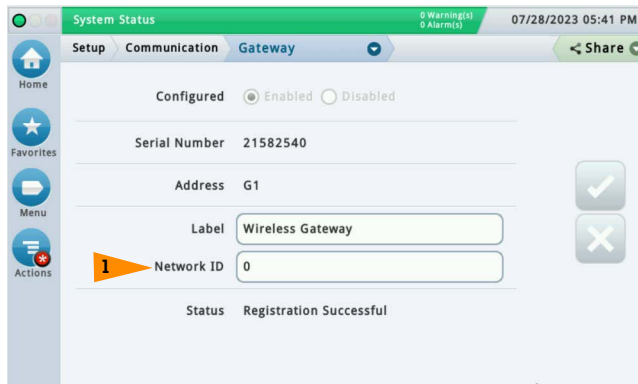 System Status
0 Warning(s)
0 Alarm(s)
07/28/2023 05:41 PM
Setup Communication Gateway
Share
Home
Configured Enabled Disabled
Favorites
Serial Number 21582540
Address G1
Menu
Label Wireless Gateway
Actions
1 Network ID 0
Status Registration Successful